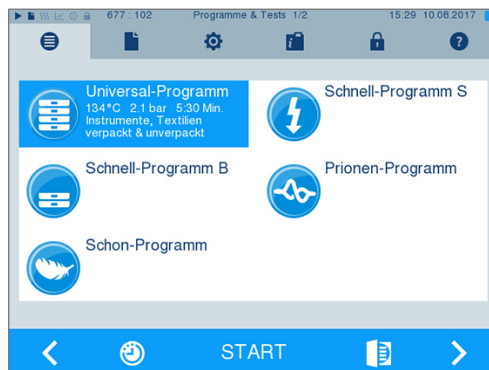 677 : 102 Programme & Tests 1/2 15:29 10.08.2017
Universal-Programm
134°C 2.1 bar 5:30 Min.
Instrumente, Textilien
verpackt & unverpackt
Schnell-Programm S
Schnell-Programm B
Prionen-Programm
Schon-Programm
START